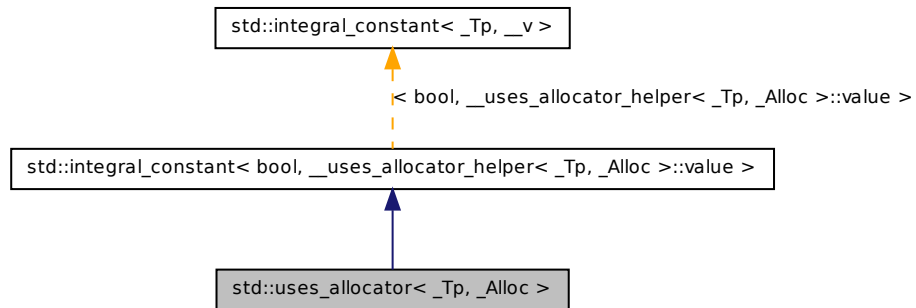 std::integral_constant< _Tp, __v >
< bool, __uses_allocator_helper< _Tp, _Alloc >::value >
std::integral_constant< bool, __uses_allocator_helper< _Tp, _Alloc >::value >
std::uses_allocator< _Tp, _Alloc >